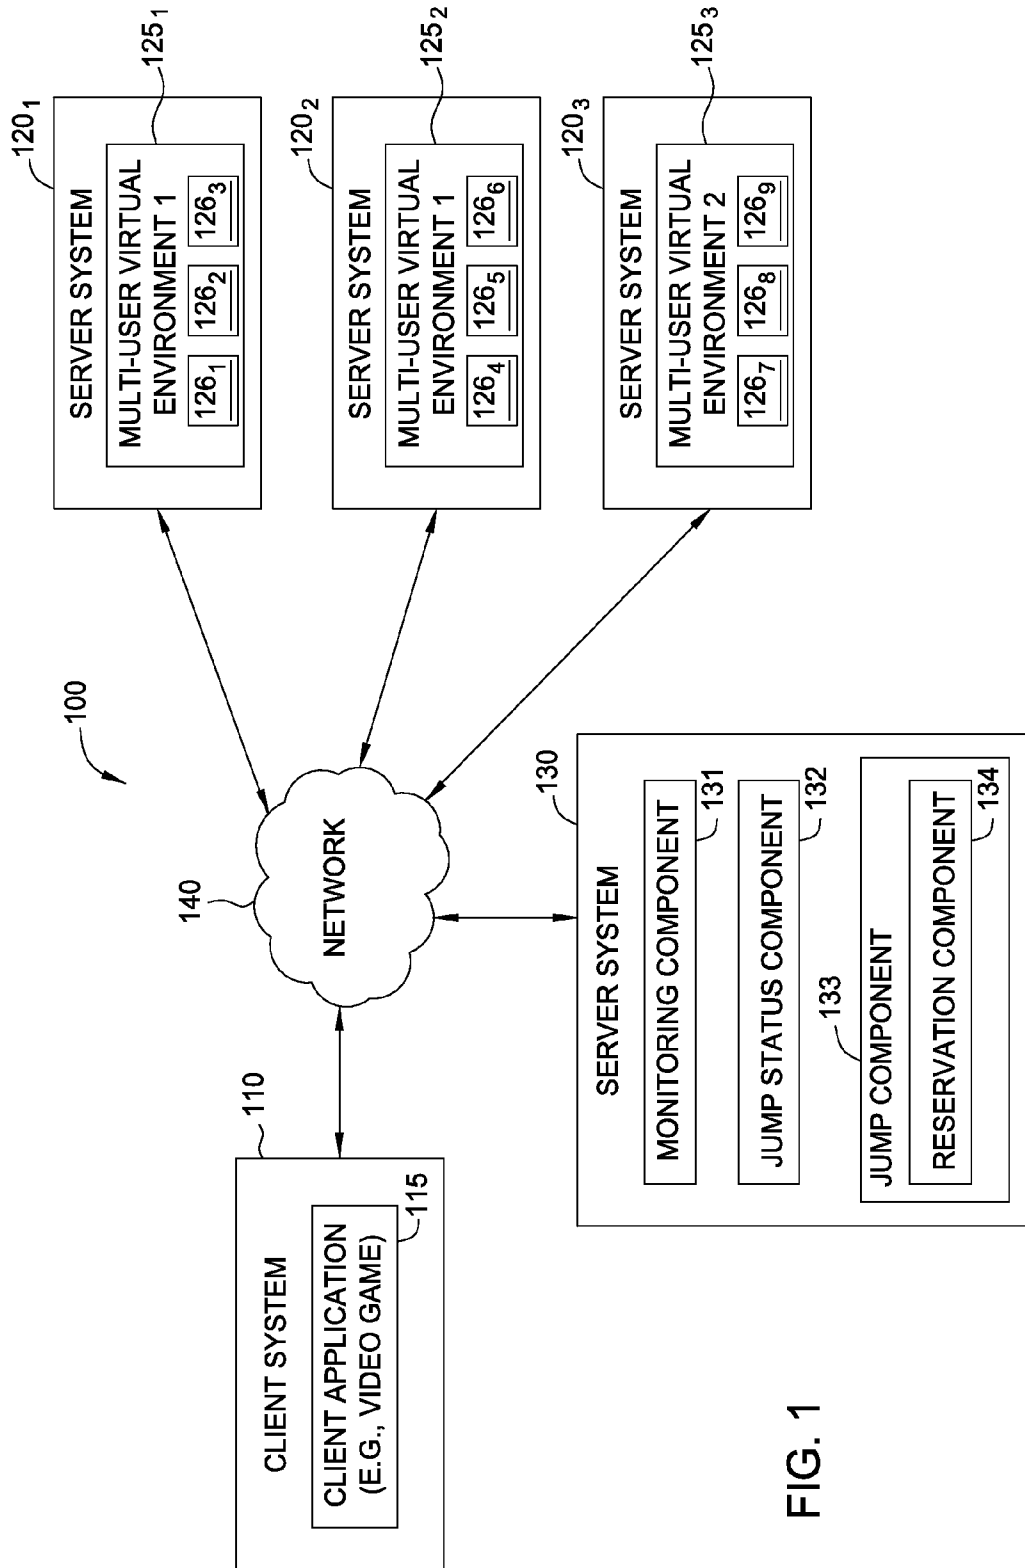 100
CLIENT SYSTEM
110
CLIENT APPLICATION
(E.G., VIDEO GAME)
115
140
NETWORK
SERVER SYSTEM
130
MONITORING COMPONENT
131
JUMP STATUS COMPONENT
132
133
JUMP COMPONENT
RESERVATION COMPONENT
134
120₁
SERVER SYSTEM
125₁
MULTI-USER VIRTUAL
ENVIRONMENT 1
126₁ 126₂ 126₃
120₂
SERVER SYSTEM
125₂
MULTI-USER VIRTUAL
ENVIRONMENT 1
126₄ 126₅ 126₆
120₃
SERVER SYSTEM
125₃
MULTI-USER VIRTUAL
ENVIRONMENT 2
126₇ 126₈ 126₉
FIG. 1